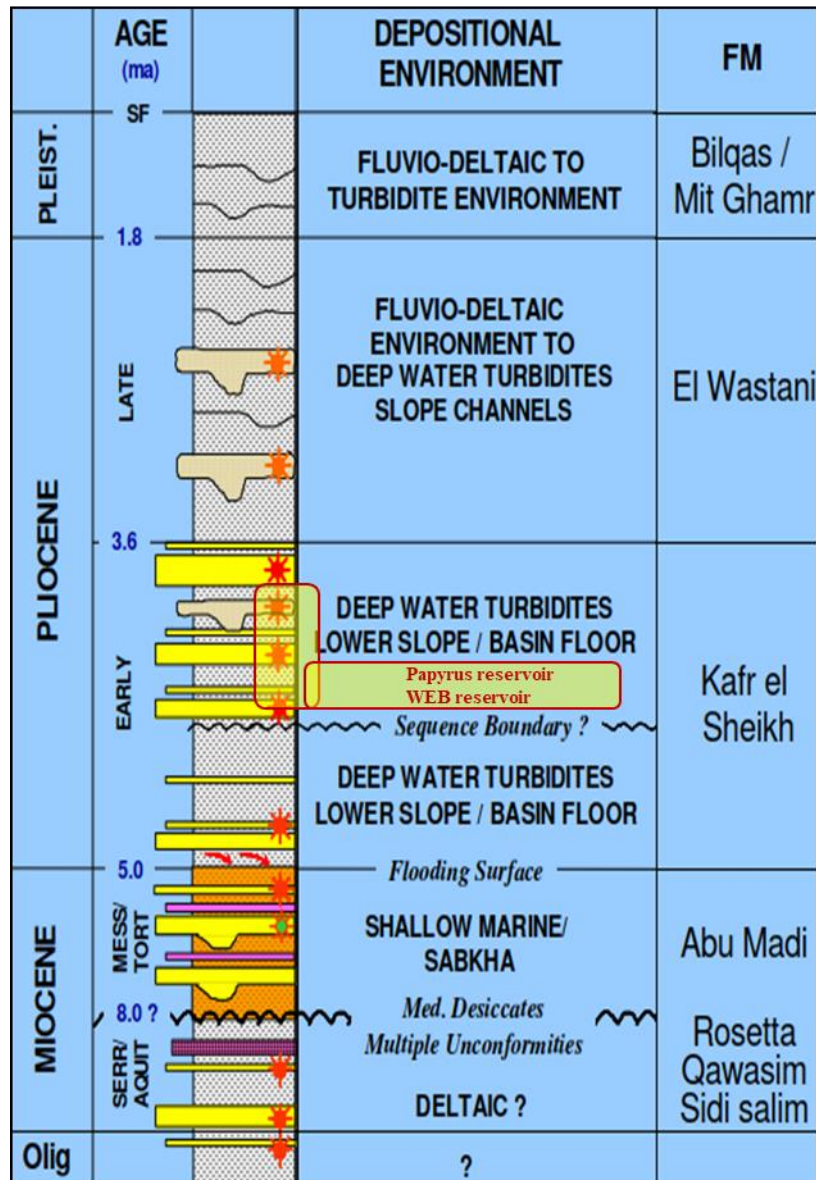 AGE
(ma)
DEPOSITIONAL
ENVIRONMENT
FM
SF
PLEIST.
FLUVIO-DELTAIC TO
TURBIDITE ENVIRONMENT
Bilqas /
Mit Ghamr
1.8
PLIOCENE
LATE
FLUVIO-DELTAIC
ENVIRONMENT TO
DEEP WATER TURBIDITES
SLOPE CHANNELS
El Wastani
3.6
EARLY
DEEP WATER TURBIDITES
LOWER SLOPE / BASIN FLOOR
Papyrus reservoir
WEB reservoir
Sequence Boundary ?
Kafr el
Sheikh
DEEP WATER TURBIDITES
LOWER SLOPE / BASIN FLOOR
5.0
Flooding Surface
MIOCENE
MESS/
TORT
SHALLOW MARINE/
SABKHA
Abu Madi
8.0 ?
Med. Desiccates
Multiple Unconformities
SERR/
AQUIT
DELTAIC ?
Rosetta
Qawasim
Sidi salim
Olig
?